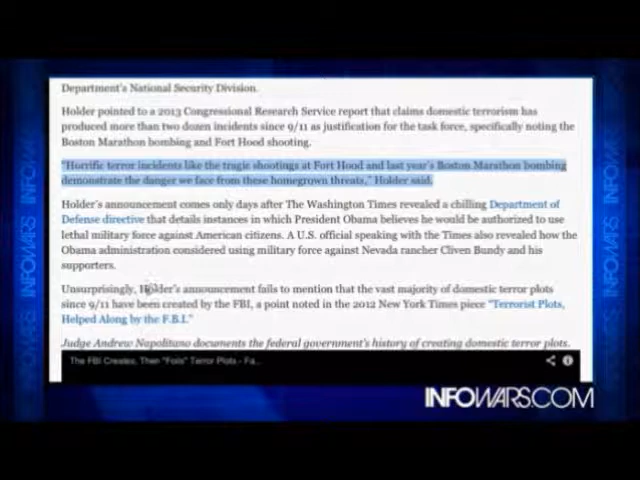 Department's National Security Division.
Holder pointed to a 2013 Congressional Research Service report that claims domestic terrorism has
produced more than two dozen incidents since 9/11 as justification for the task force, specifically noting the
Boston Marathon bombing and Fort Hood shooting.
"Horrific terror incidents like the tragic shootings at Fort Hood and last year's Boston Marathon bombing
demonstrate the danger we face from these homegrown threats," Holder said.
Holder's announcement comes only days after The Washington Times revealed a chilling Department of
Defense directive that details instances in which President Obama believes he would be authorized to use
lethal military force against American citizens. A U.S. official speaking with the Times also revealed how the
Obama administration considered using military force against Nevada rancher Cliven Bundy and his
supporters.
Unsurprisingly, Holder's announcement fails to mention that the vast majority of domestic terror plots
since 9/11 have been created by the FBI, a point noted in the 2012 New York Times piece "Terrorist Plots,
Helped Along by the F.B.I."
Judge Andrew Napolitano documents the federal government's history of creating domestic terror plots.
The FBI Creates, Then "Foils" Terror Plots - Fa...
INFOWARS.COM
INFOWARS
INFOWARS
INFOWARS
INFOWARS